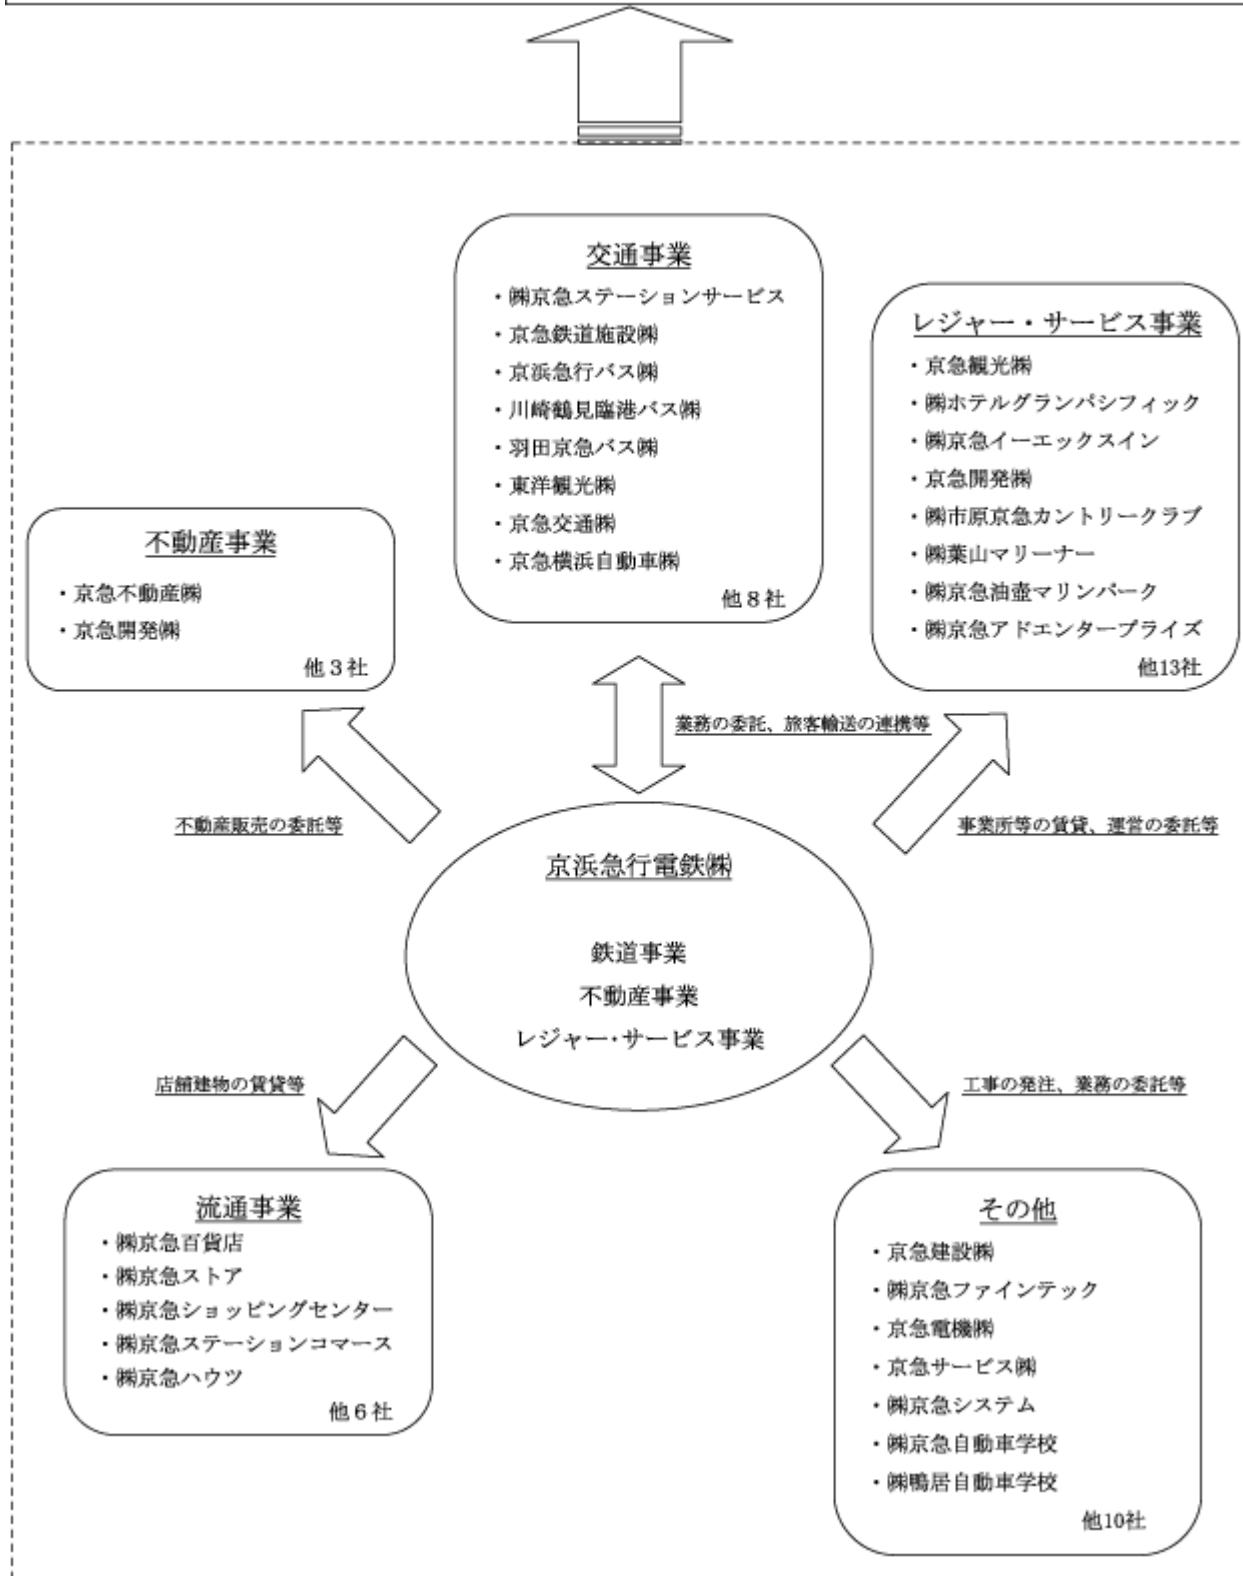 交通事業
・㈱京急ステーションサービス
・京急鉄道施設㈱
・京浜急行バス㈱
・川崎鶴見臨港バス㈱
・羽田京急バス㈱
・東洋観光㈱
・京急交通㈱
・京急横浜自動車㈱
他８社
レジャー・サービス事業
・京急観光㈱
・㈱ホテルグランパシフィック
・㈱京急イーエックスイン
・京急開発㈱
・㈱市原京急カントリークラブ
・㈱葉山マリーナー
・㈱京急油壺マリンパーク
・㈱京急アドエンタープライズ
他13社
不動産事業
・京急不動産㈱
・京急開発㈱
他３社
業務の委託、旅客輸送の連携等
不動産販売の委託等
事業所等の賃貸、運営の委託等
京浜急行電鉄㈱
鉄道事業
不動産事業
レジャー・サービス事業
店舗建物の賃貸等
工事の発注、業務の委託等
流通事業
・㈱京急百貨店
・㈱京急ストア
・㈱京急ショッピングセンター
・㈱京急ステーションコマース
・㈱京急ハウツ
他６社
その他
・京急建設㈱
・㈱京急ファインテック
・京急電機㈱
・京急サービス㈱
・㈱京急システム
・㈱京急自動車学校
・㈱鴨居自動車学校
他10社